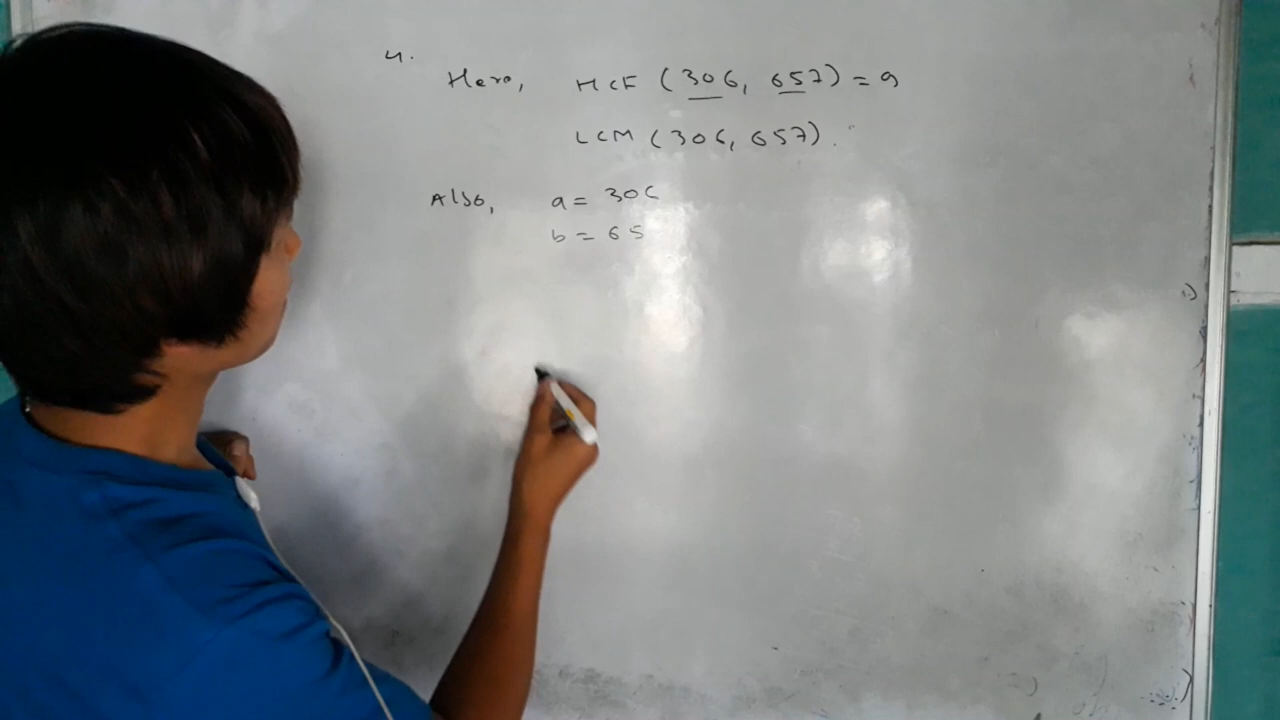 4.
Here, HCF (306, 657) = 9
LCM (306, 657).
Also, a = 306
b = 65